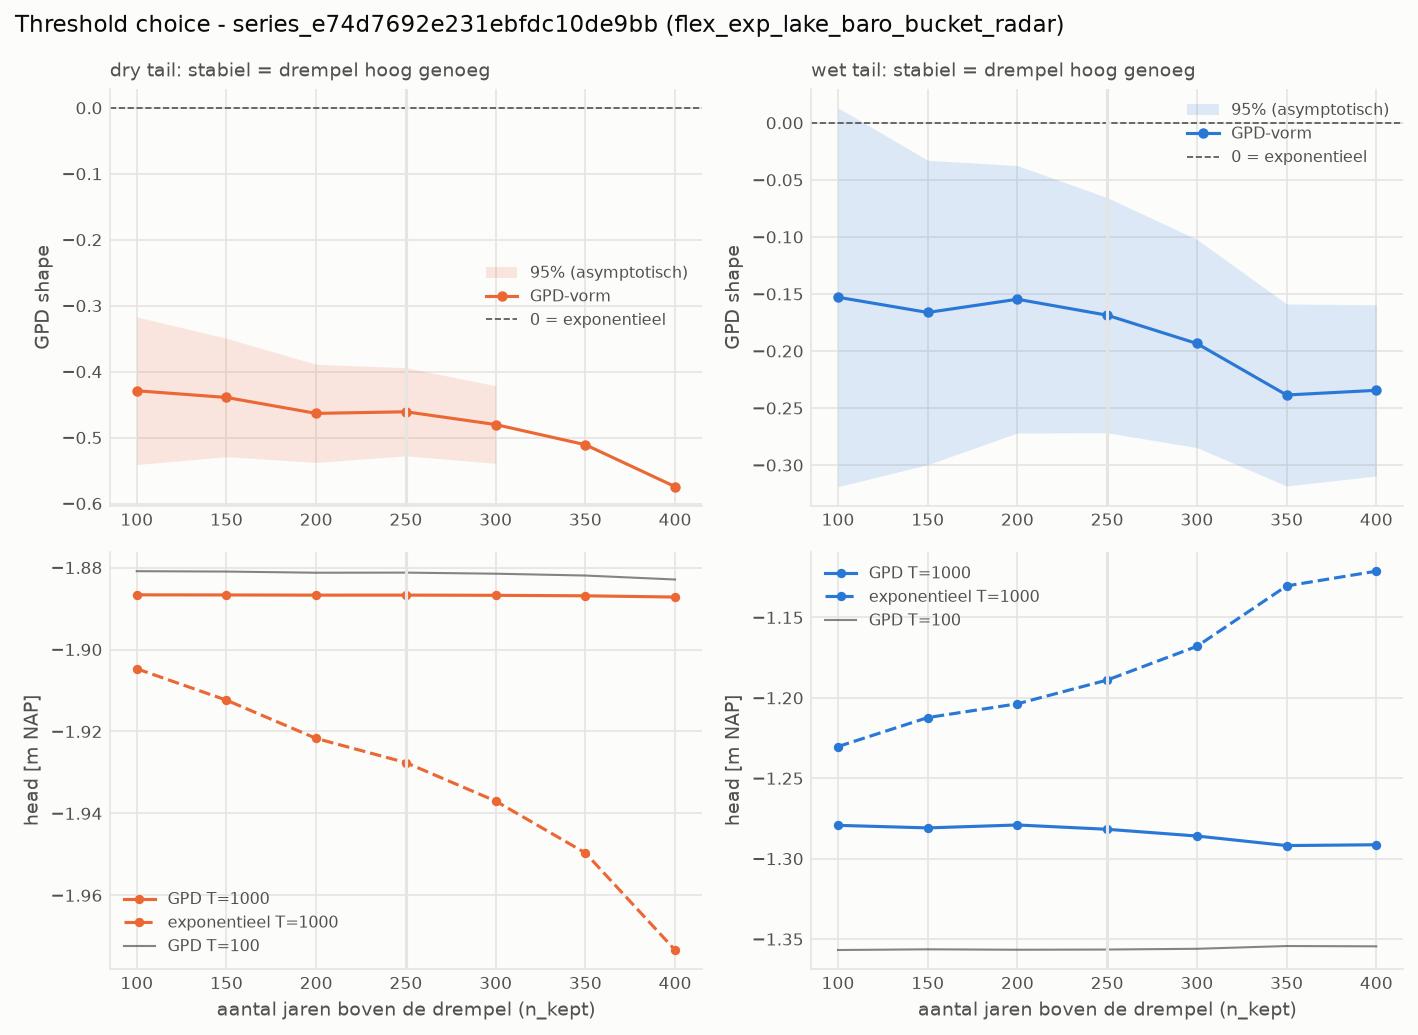 Threshold choice - series_e74d7692e231ebfdc10de9bb (flex_exp_lake_baro_bucket_radar)
dry tail: stabiel = drempel hoog genoeg
0.0
−0.1
−0.2
−0.3
−0.4
−0.5
−0.6
GPD shape
95% (asymptotisch)
GPD-vorm
0 = exponentieel
100 150 200 250 300 350 400
wet tail: stabiel = drempel hoog genoeg
0.00
−0.05
−0.10
−0.15
−0.20
−0.25
−0.30
GPD shape
95% (asymptotisch)
GPD-vorm
0 = exponentieel
100 150 200 250 300 350 400
−1.88
−1.90
−1.92
−1.94
−1.96
head [m NAP]
GPD T=1000
exponentieel T=1000
GPD T=100
100 150 200 250 300 350 400
aantal jaren boven de drempel (n_kept)
−1.15
−1.20
−1.25
−1.30
−1.35
head [m NAP]
GPD T=1000
exponentieel T=1000
GPD T=100
100 150 200 250 300 350 400
aantal jaren boven de drempel (n_kept)